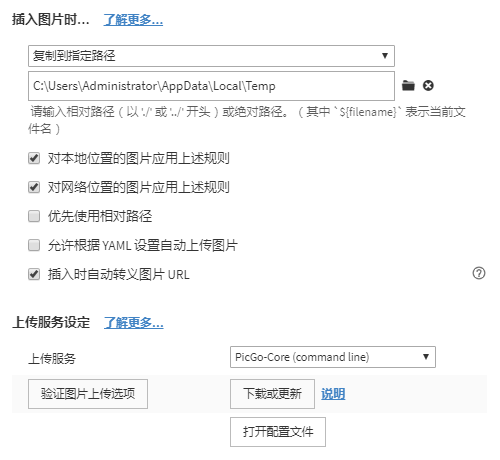 插入图片时... 了解更多...
复制到指定路径
C:\Users\Administrator\AppData\Local\Temp
请输入相对路径（以 './' 或 '../' 开头）或绝对路径。（其中 `${filename}` 表示当前文
件名）
对本地位置的图片应用上述规则
对网络位置的图片应用上述规则
优先使用相对路径
允许根据 YAML 设置自动上传图片
插入时自动转义图片 URL
上传服务设定 了解更多...
上传服务 PicGo-Core (command line)
验证图片上传选项 下载或更新 说明
打开配置文件